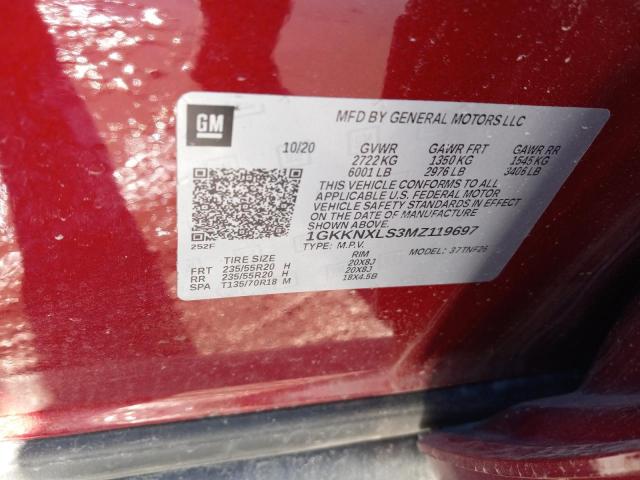 GM
MFD BY GENERAL MOTORS LLC
10/20 GVWR GAWR FRT GAWR RR
2722 KG 1350 KG 1545 KG
6001 LB 2976 LB 3406 LB
THIS VEHICLE CONFORMS TO ALL
APPLICABLE U.S. FEDERAL MOTOR
VEHICLE SAFETY STANDARDS IN EFFECT
ON THE DATE OF MANUFACTURE
SHOWN ABOVE.
1GKKNXLS3MZ119697
252F
TYPE: M.P.V. MODEL: 37TNF26
TIRE SIZE RIM
FRT 235/55R20 H 20X8J
RR 235/55R20 H 20X8J
SPA T135/70R18 M 18X4.5B